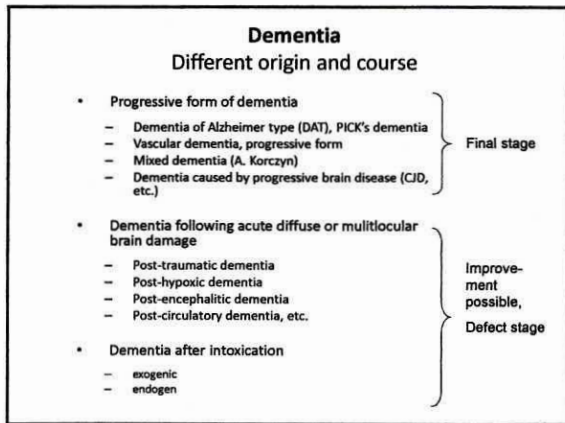 Dementia
Different origin and course
• Progressive form of dementia
– Dementia of Alzheimer type (DAT), PICK's dementia
– Vascular dementia, progressive form
– Mixed dementia (A. Korczyn)
– Dementia caused by progressive brain disease (CJD,
etc.)
Final stage
• Dementia following acute diffuse or mulitlocular
brain damage
– Post-traumatic dementia
– Post-hypoxic dementia
– Post-encephalitic dementia
– Post-circulatory dementia, etc.
• Dementia after intoxication
– exogenic
– endogen
Improve-
ment
possible,
Defect stage